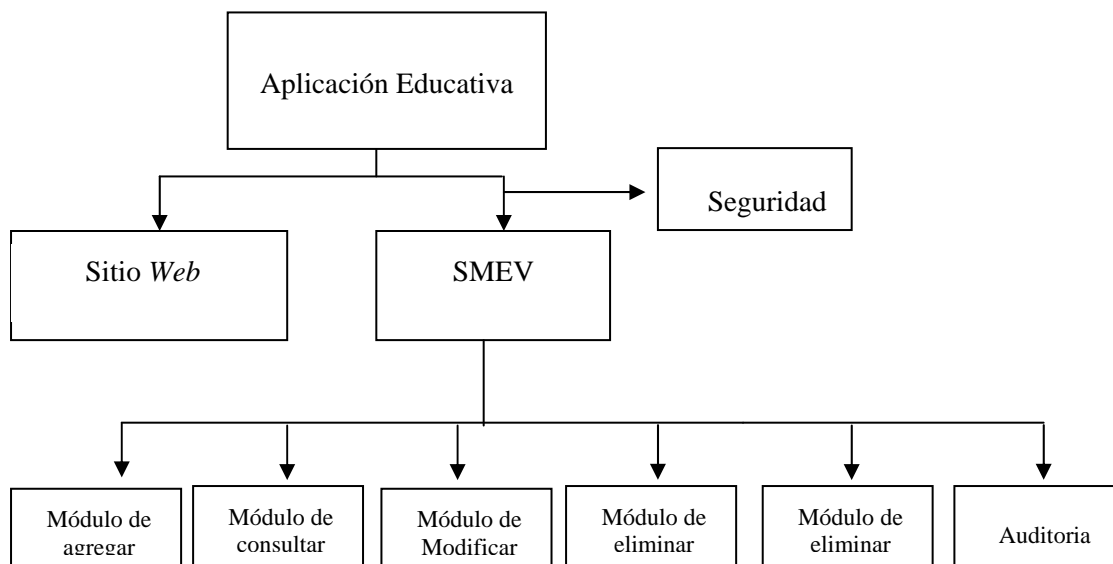 Aplicación Educativa
Seguridad
Sitio Web
SMEV
Módulo de
agregar
Módulo de
consultar
Módulo de
Modificar
Módulo de
eliminar
Módulo de
eliminar
Auditoria